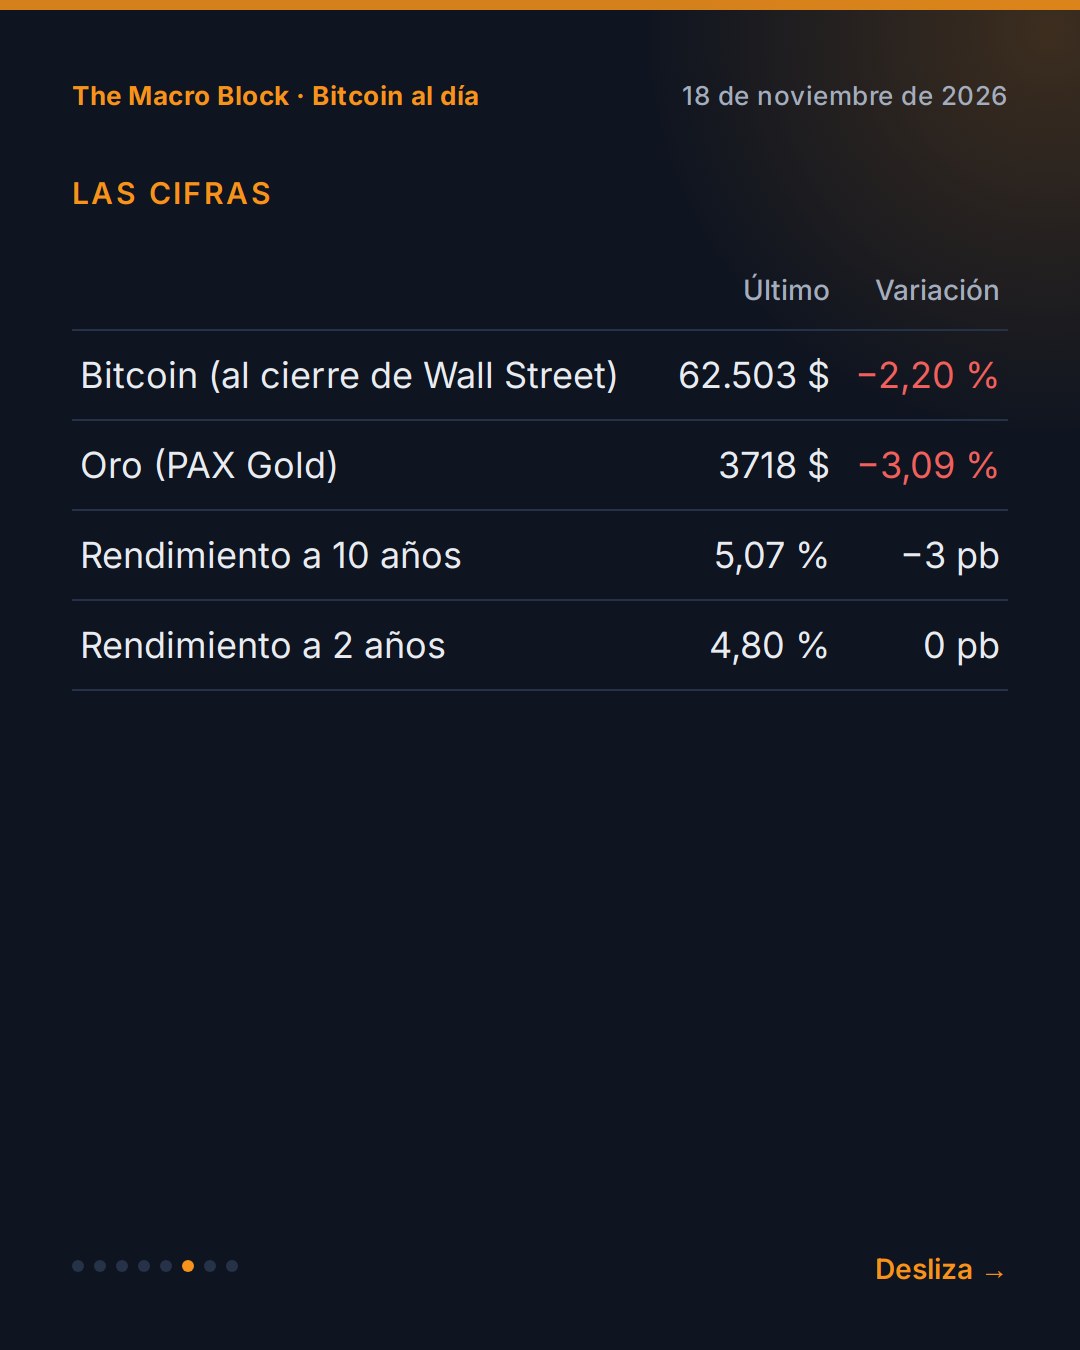 The Macro Block · Bitcoin al día 18 de noviembre de 2026
LAS CIFRAS
Último Variación
Bitcoin (al cierre de Wall Street) 62.503 $ −2,20 %
Oro (PAX Gold) 3718 $ −3,09 %
Rendimiento a 10 años 5,07 % −3 pb
Rendimiento a 2 años 4,80 % 0 pb
Desliza →